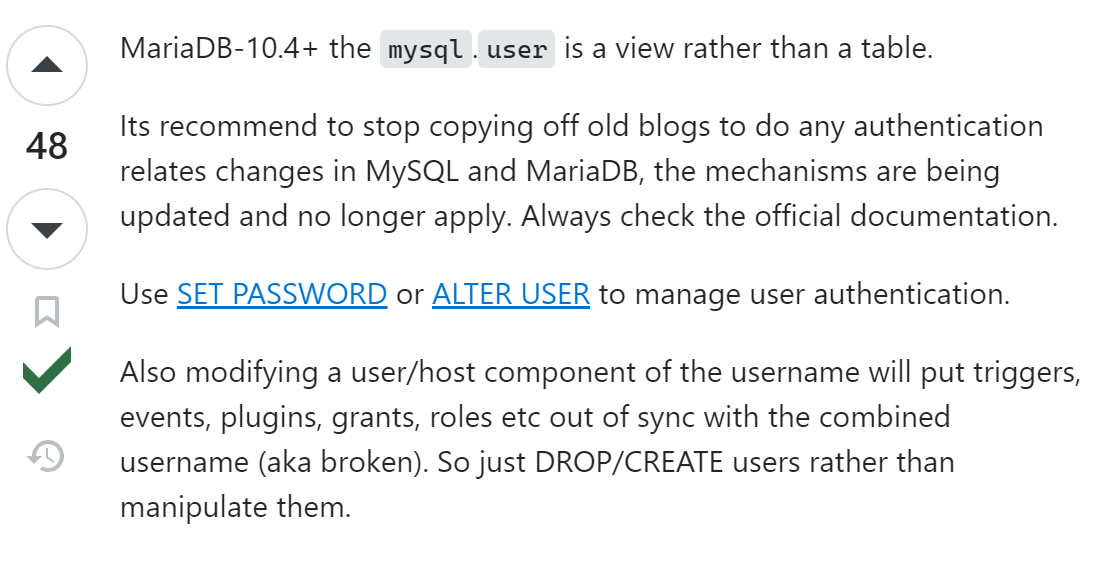 MariaDB-10.4+ the mysql.user is a view rather than a table.
48
Its recommend to stop copying off old blogs to do any authentication
relates changes in MySQL and MariaDB, the mechanisms are being
updated and no longer apply. Always check the official documentation.
Use SET PASSWORD or ALTER USER to manage user authentication.
Also modifying a user/host component of the username will put triggers,
events, plugins, grants, roles etc out of sync with the combined
username (aka broken). So just DROP/CREATE users rather than
manipulate them.